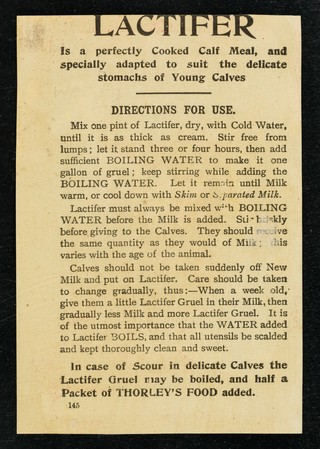 LACTIFER
Is a perfectly Cooked Calf Meal, and
specially adapted to suit the delicate
stomachs of Young Calves
DIRECTIONS FOR USE.
Mix one pint of Lactifer, dry, with Cold Water,
until it is as thick as cream. Stir free from
lumps; let it stand three or four hours, then add
sufficient BOILING WATER to make it one
gallon of gruel; keep stirring while adding the
BOILING WATER. Let it remain until Milk
warm, or cool down with Skim or Separated Milk.
Lactifer must always be mixed with BOILING
WATER before the Milk is added. Stir briskly
before giving to the Calves. They should receive
the same quantity as they would of Milk; this
varies with the age of the animal.
Calves should not be taken suddenly off New
Milk and put on Lactifer. Care should be taken
to change gradually, thus:—When a week old,
give them a little Lactifer Gruel in their Milk, then
gradually less Milk and more Lactifer Gruel. It is
of the utmost importance that the WATER added
to Lactifer BOILS, and that all utensils be scalded
and kept thoroughly clean and sweet.
In case of Scour in delicate Calves the
Lactifer Gruel may be boiled, and half a
Packet of THORLEY'S FOOD added.
145